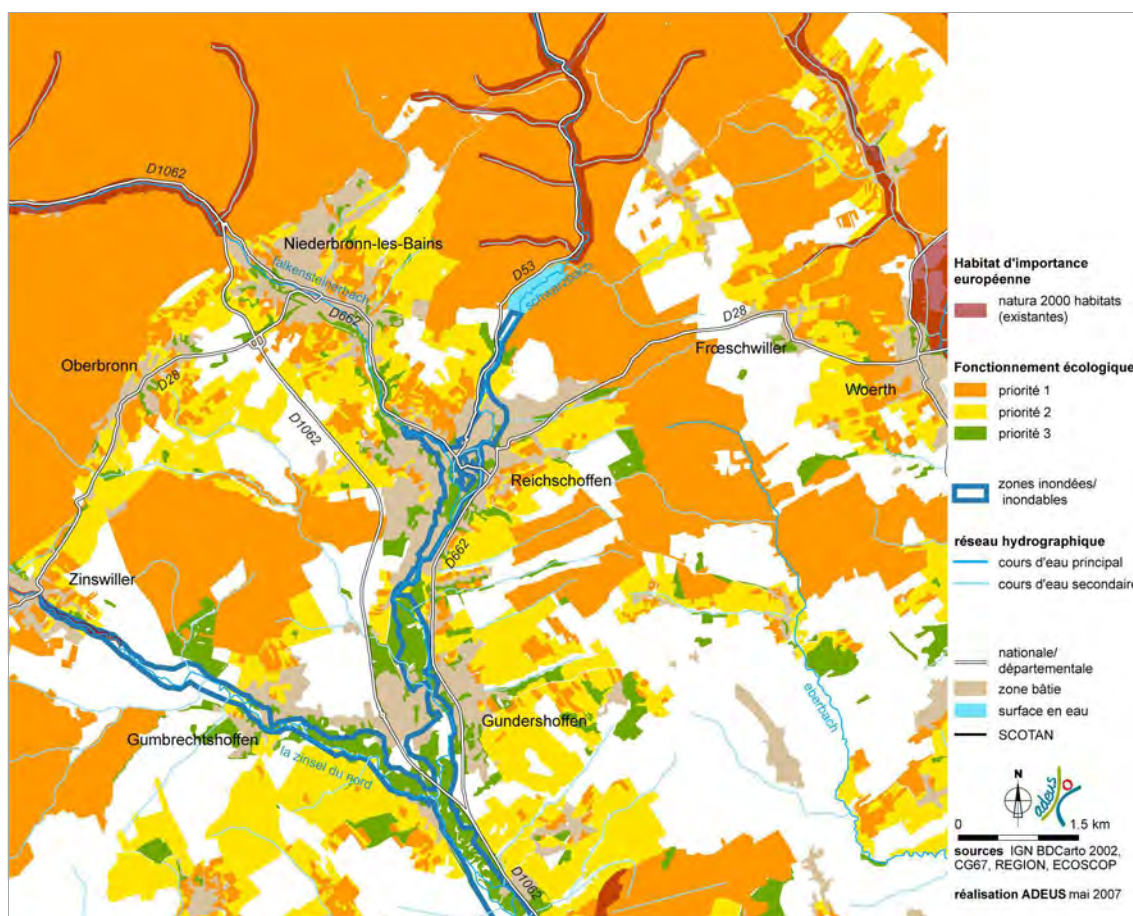 D1062
Niederbronn-les-Bains
falkensteinerbach
D53
schwarzbach
D662
D28
Frœschwiller
Oberbronn
D28
Woerth
D1062
Reichschoffen
D662
Zinswiller
eberbach
Gundershoffen
Gumbrechtshoffen
la zinsel du nord
D1062
Habitat d'importance
européenne
natura 2000 habitats
(existantes)
Fonctionnement écologique
priorité 1
priorité 2
priorité 3
zones inondées/
inondables
réseau hydrographique
cours d'eau principal
cours d'eau secondaire
nationale/
départementale
zone bâtie
surface en eau
SCOTAN
N
adeus
0 1.5 km
sources IGN BDCarto 2002,
CG67, REGION, ECOSCOP
réalisation ADEUS mai 2007